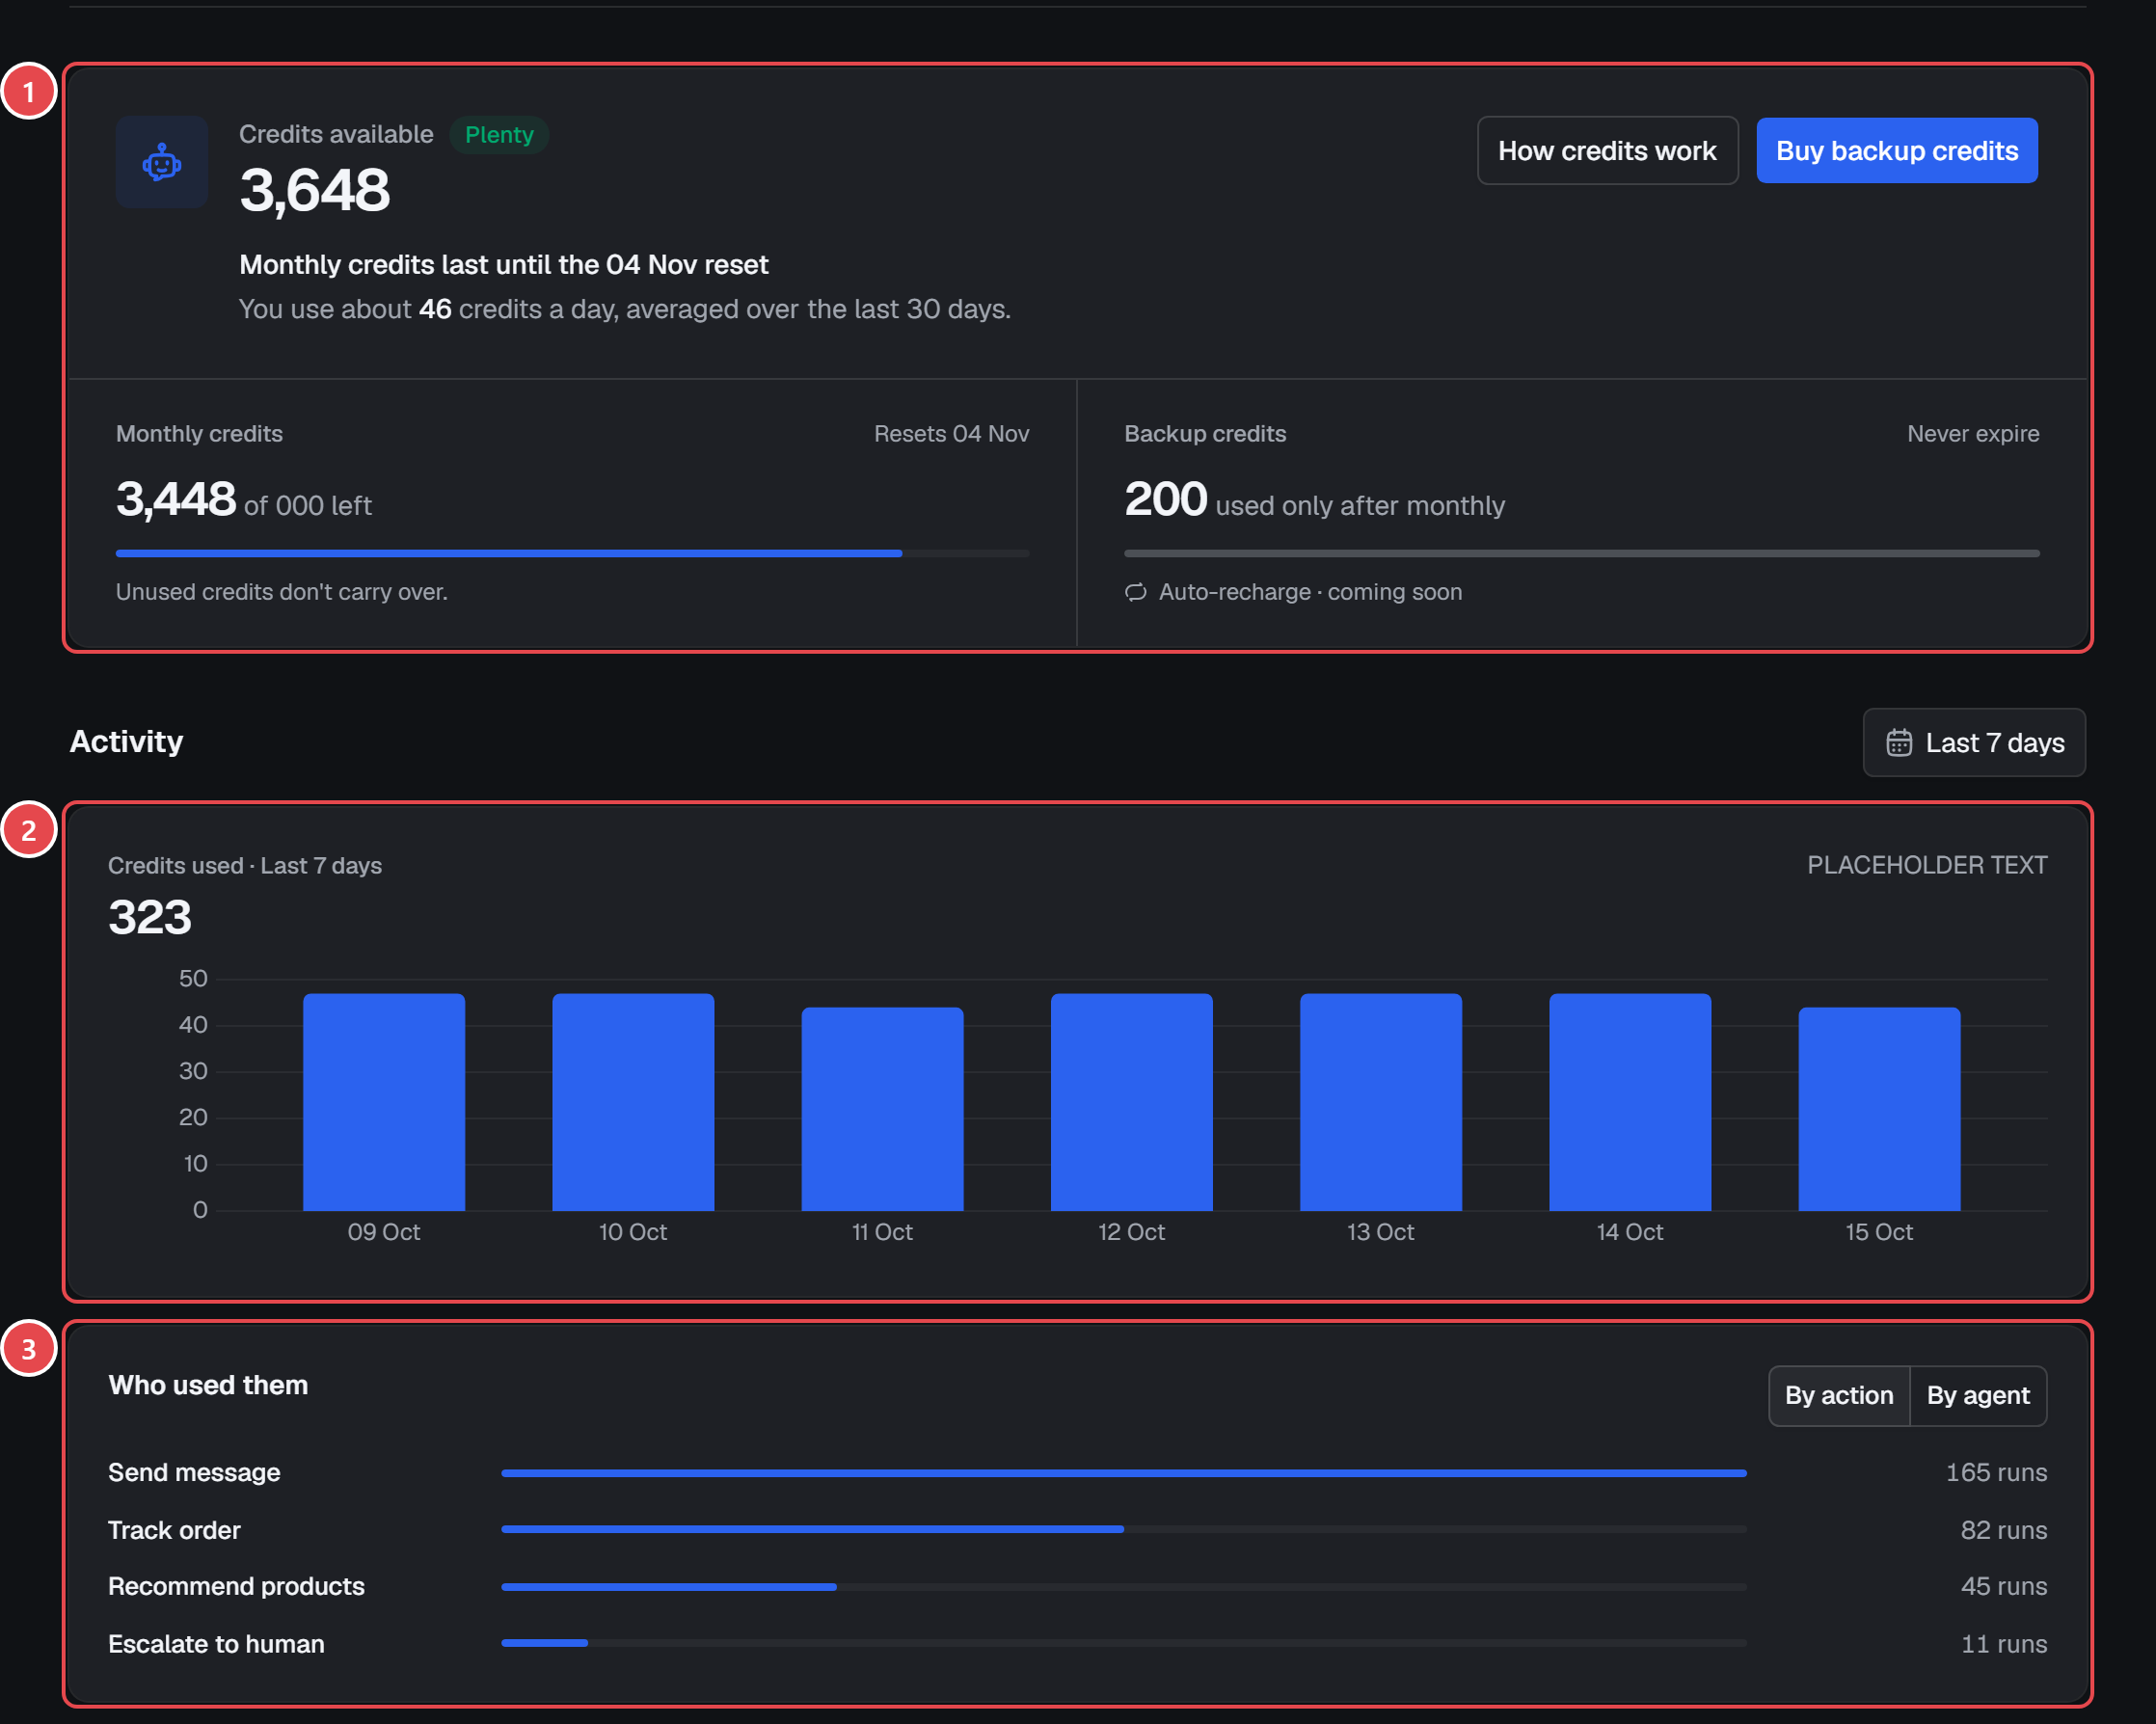 1
Credits available Plenty
3,648
How credits work
Buy backup credits
Monthly credits last until the 04 Nov reset
You use about 46 credits a day, averaged over the last 30 days.
Monthly credits
Resets 04 Nov
3,448 of 000 left
Unused credits don't carry over.
Backup credits
Never expire
200 used only after monthly
Auto-recharge · coming soon
Activity
Last 7 days
2
Credits used · Last 7 days
PLACEHOLDER TEXT
323
50
40
30
20
10
0
09 Oct
10 Oct
11 Oct
12 Oct
13 Oct
14 Oct
15 Oct
3
Who used them
By action
By agent
Send message
165 runs
Track order
82 runs
Recommend products
45 runs
Escalate to human
11 runs